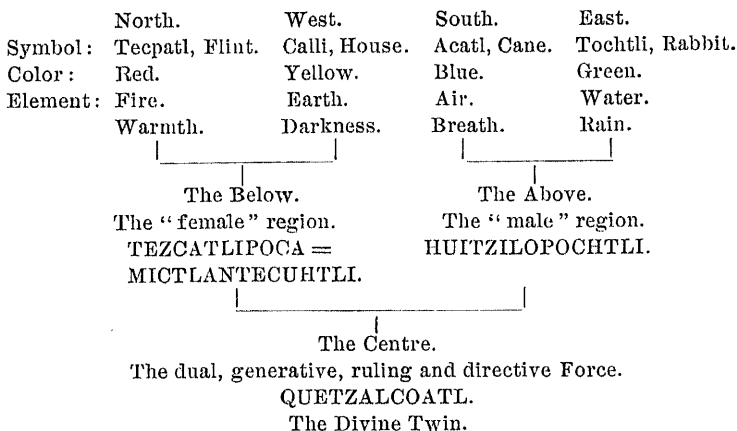 North. West. South. East.
Symbol: Tecpatl, Flint. Calli, House. Acatl, Cane. Tochtli, Rabbit.
Color: Red. Yellow. Blue. Green.
Element: Fire. Earth. Air. Water.
Warmth. Darkness. Breath. Rain.
The Below. The Above.
The "female" region. The "male" region.
TEZCATLIPOCA = HUITZILOPOCHTLI.
MICTLANTECUHTLI.
The Centre.
The dual, generative, ruling and directive Force.
QUETZALCOATL.
The Divine Twin.